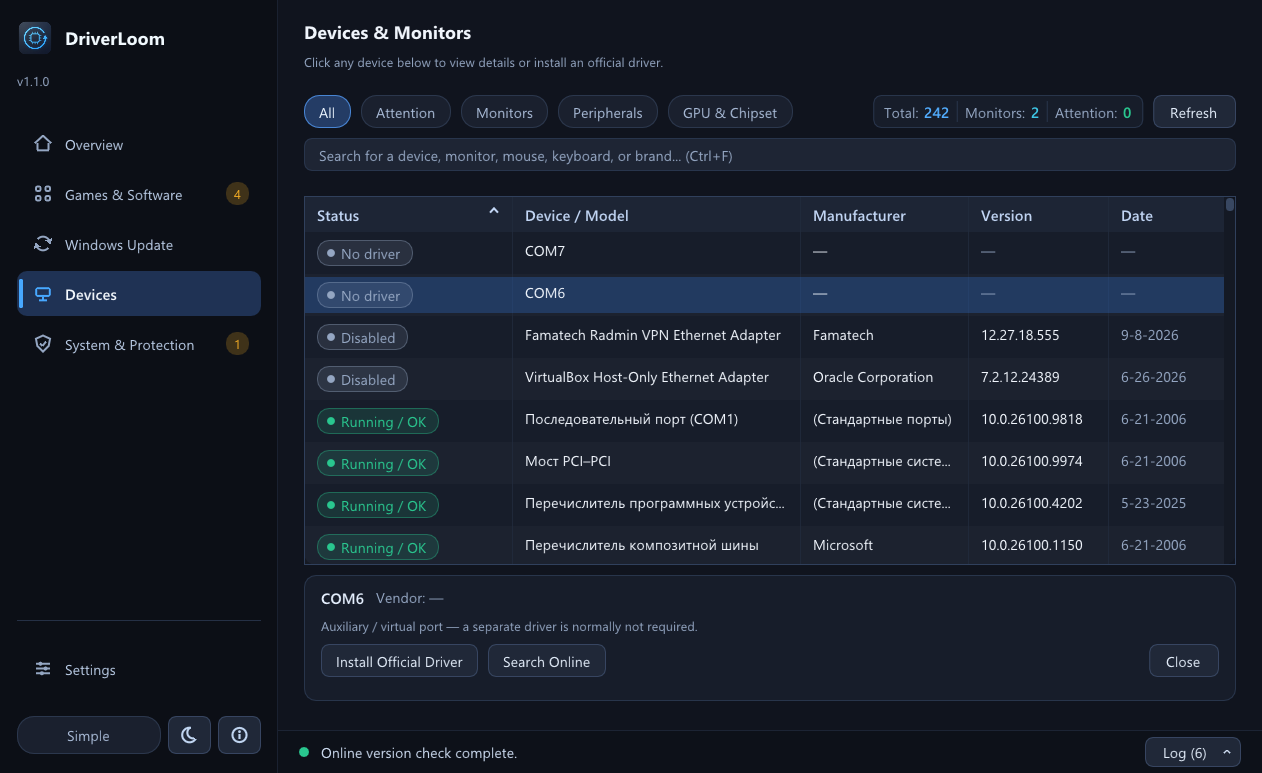 DriverLoom
v1.1.0
Overview
Games & Software 4
Windows Update
Devices
System & Protection 1
Settings
Simple
Devices & Monitors
Click any device below to view details or install an official driver.
All Attention Monitors Peripherals GPU & Chipset Total: 242 Monitors: 2 Attention: 0 Refresh
Search for a device, monitor, mouse, keyboard, or brand... (Ctrl+F)
Status Device / Model Manufacturer Version Date
No driver COM7 — — —
No driver COM6 — — —
Disabled Famatech Radmin VPN Ethernet Adapter Famatech 12.27.18.555 9-8-2026
Disabled VirtualBox Host-Only Ethernet Adapter Oracle Corporation 7.2.12.24389 6-26-2026
Running / OK Последовательный порт (COM1) (Стандартные порты) 10.0.26100.9818 6-21-2006
Running / OK Мост PCI–PCI (Стандартные систе... 10.0.26100.9974 6-21-2006
Running / OK Перечислитель программных устройс... (Стандартные систе... 10.0.26100.4202 5-23-2025
Running / OK Перечислитель композитной шины Microsoft 10.0.26100.1150 6-21-2006
COM6 Vendor: —
Auxiliary / virtual port — a separate driver is normally not required.
Install Official Driver Search Online Close
Online version check complete. Log (6)